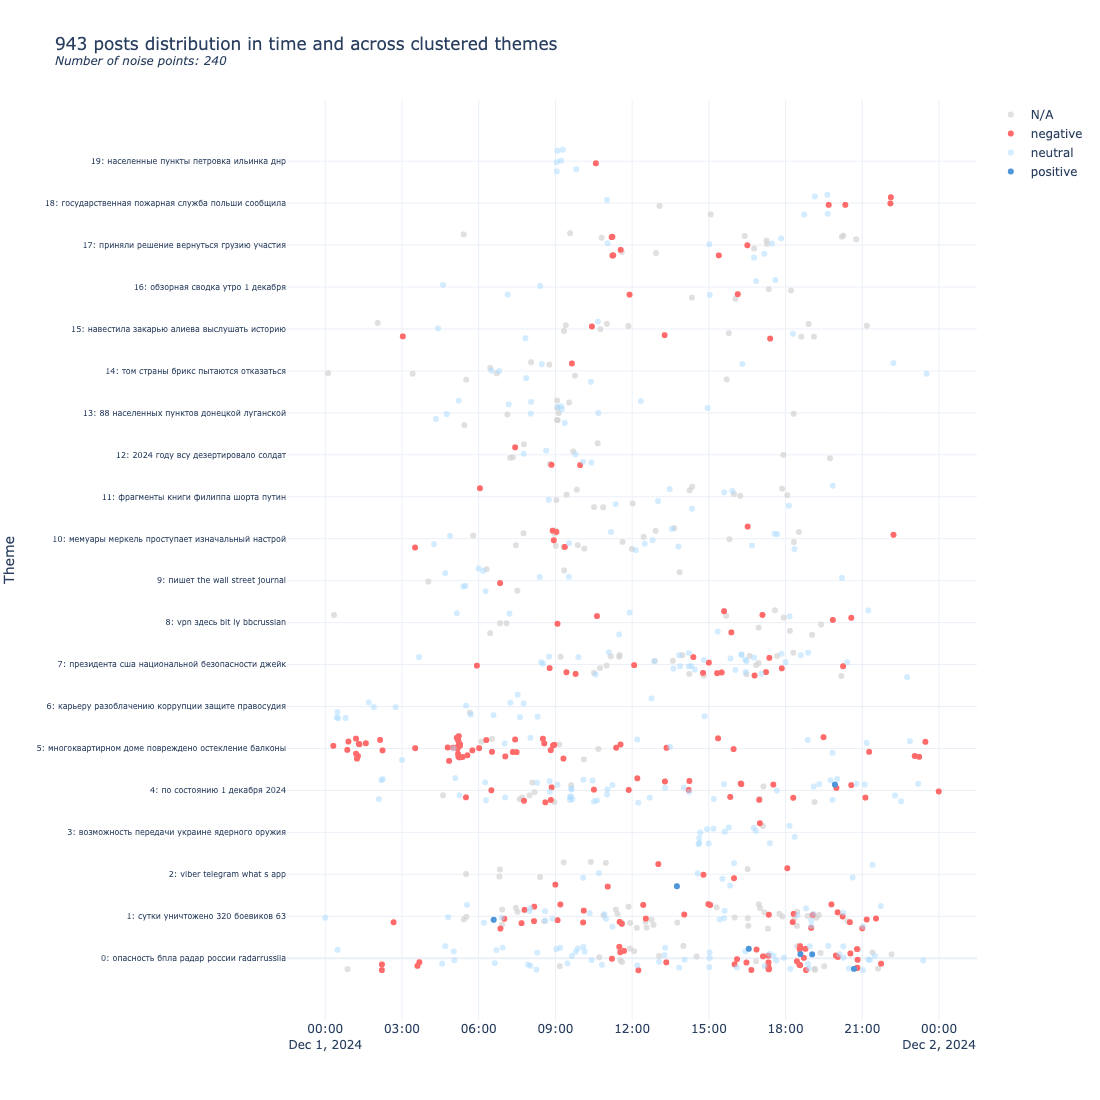 943 posts distribution in time and across clustered themes
Number of noise points: 240
N/A
negative
neutral
positive
Theme
19: населенные пункты петровка ильинка днр
18: государственная пожарная служба польши сообщила
17: приняли решение вернуться грузию участия
16: обзорная сводка утро 1 декабря
15: навестила закарью алиева выслушать историю
14: том страны брикс пытаются отказаться
13: 88 населенных пунктов донецкой луганской
12: 2024 году всу дезертировало солдат
11: фрагменты книги филиппа шорта путин
10: мемуары меркель проступает изначальный настрой
9: пишет the wall street journal
8: vpn здесь bit ly bbcrussian
7: президента сша национальной безопасности джейк
6: карьеру разоблачению коррупции защите правосудия
5: многоквартирном доме повреждено остекление балконы
4: по состоянию 1 декабря 2024
3: возможность передачи украине ядерного оружия
2: viber telegram what s app
1: сутки уничтожено 320 боевиков 63
0: опасность бпла радар россии radarrussiia
00:00 03:00 06:00 09:00 12:00 15:00 18:00 21:00 00:00
Dec 1, 2024 Dec 2, 2024